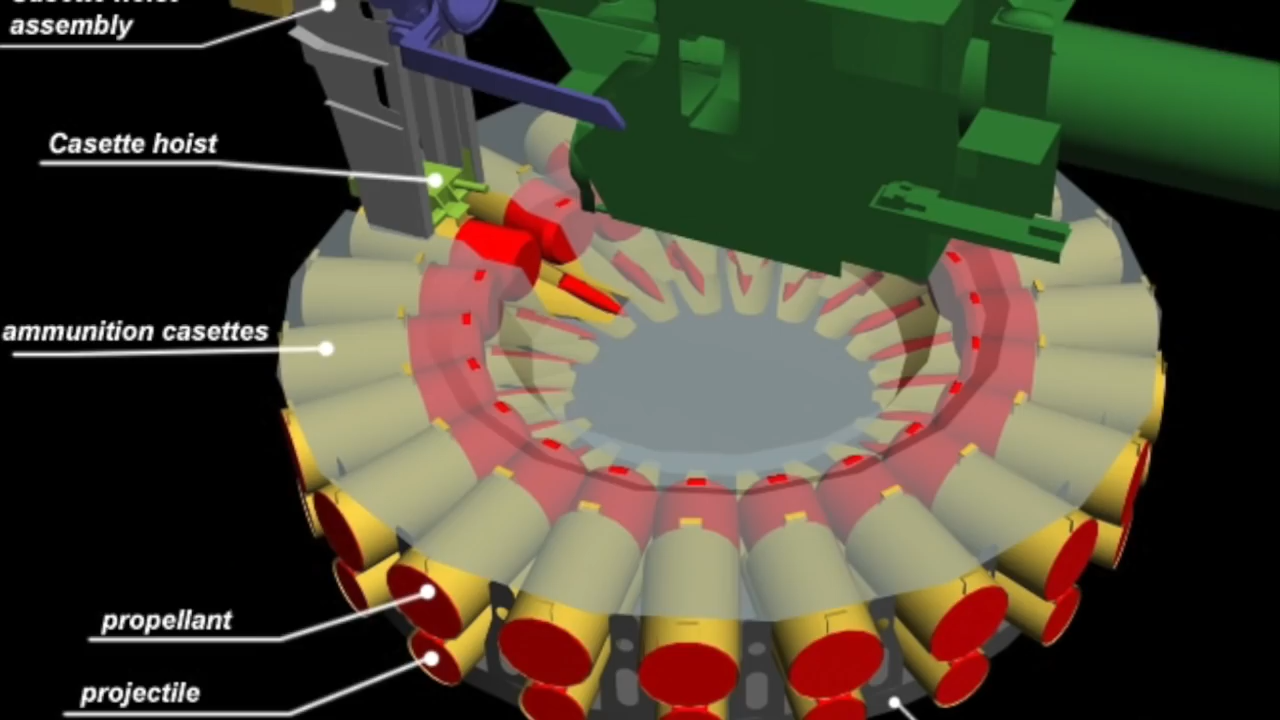 assembly
Casette hoist
ammunition casettes
propellant
projectile